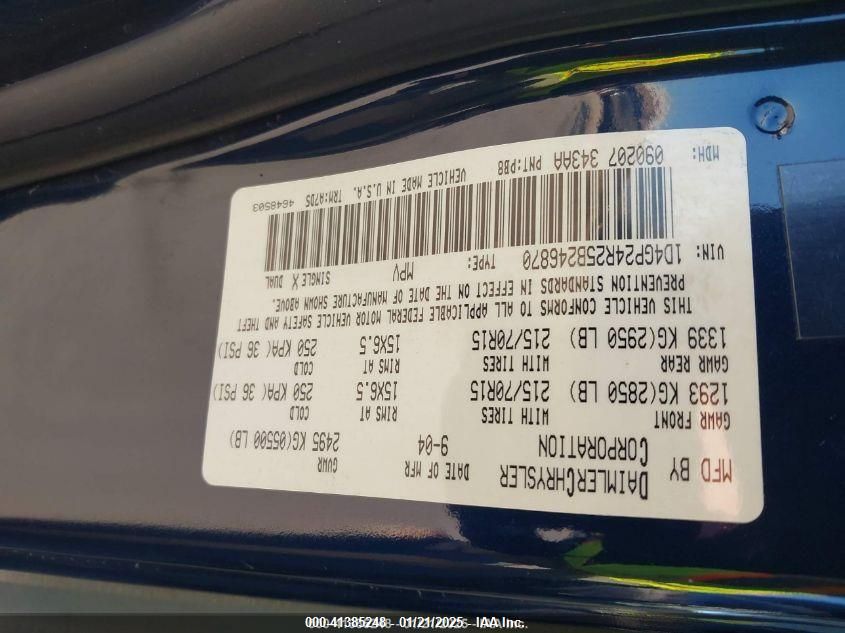 MFD BY DAIMLERCHRYSLER CORPORATION DATE OF MFR 9-04 GVWR 2495 KG(05500 LB)
GAWR FRONT WITH TIRES RIMS AT COLD
1293 KG(2850 LB) 215/70R15 15X6.5 250 KPA( 36 PSI)
GAWR REAR WITH TIRES RIMS AT COLD
1339 KG(2950 LB) 215/70R15 15X6.5 250 KPA( 36 PSI)
THIS VEHICLE CONFORMS TO ALL APPLICABLE FEDERAL MOTOR VEHICLE SAFETY AND THEFT
PREVENTION STANDARDS IN EFFECT ON THE DATE OF MANUFACTURE SHOWN ABOVE.
VIN: 1D4GP24R25B246870 TYPE: MPV SINGLE X DUAL
MDH: 090207 343AA PNT:PB8 VEHICLE MADE IN U.S.A. TRM:A7DS 4648503
000-41385248 01/21/2025 IAA Inc.